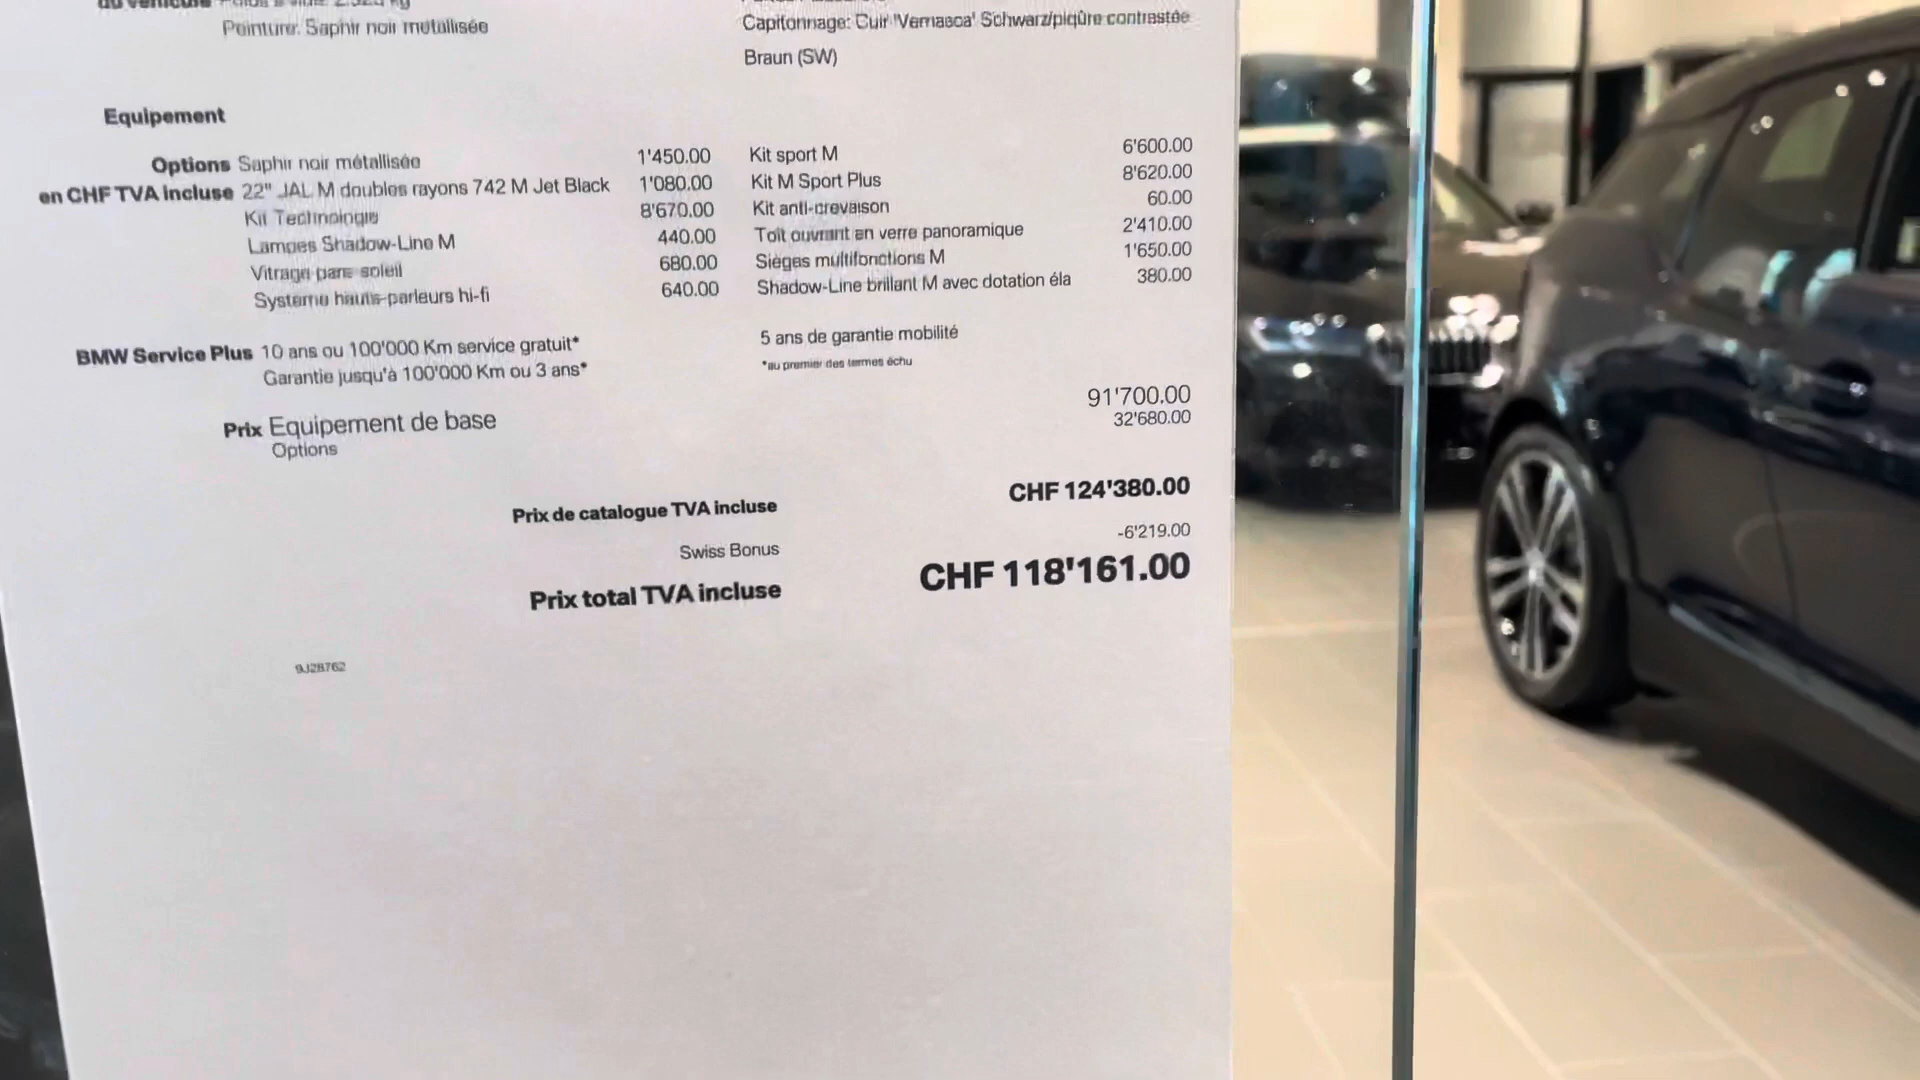 du véhicule
Peinture: Saphir noir métallisée
Capitonnage: Cuir 'Vernasca' Schwarz/piqûre contrastée
Braun (SW)
Equipement
Options Saphir noir métallisée 1'450.00 Kit sport M 6'600.00
en CHF TVA incluse 22" JAL M doubles rayons 742 M Jet Black 1'080.00 Kit M Sport Plus 8'620.00
Kit Technologie 8'670.00 Kit anti-crevaison 60.00
Lampes Shadow-Line M 440.00 Toit ouvrant en verre panoramique 2'410.00
Vitrage pare soleil 680.00 Sièges multifonctions M 1'650.00
Système hauts-parleurs hi-fi 640.00 Shadow-Line brillant M avec dotation éla 380.00
BMW Service Plus 10 ans ou 100'000 Km service gratuit* 5 ans de garantie mobilité
Garantie jusqu'à 100'000 Km ou 3 ans* *au premier des termes échu
Prix Equipement de base 91'700.00
Options 32'680.00
Prix de catalogue TVA incluse CHF 124'380.00
Swiss Bonus -6'219.00
Prix total TVA incluse CHF 118'161.00
9J28762